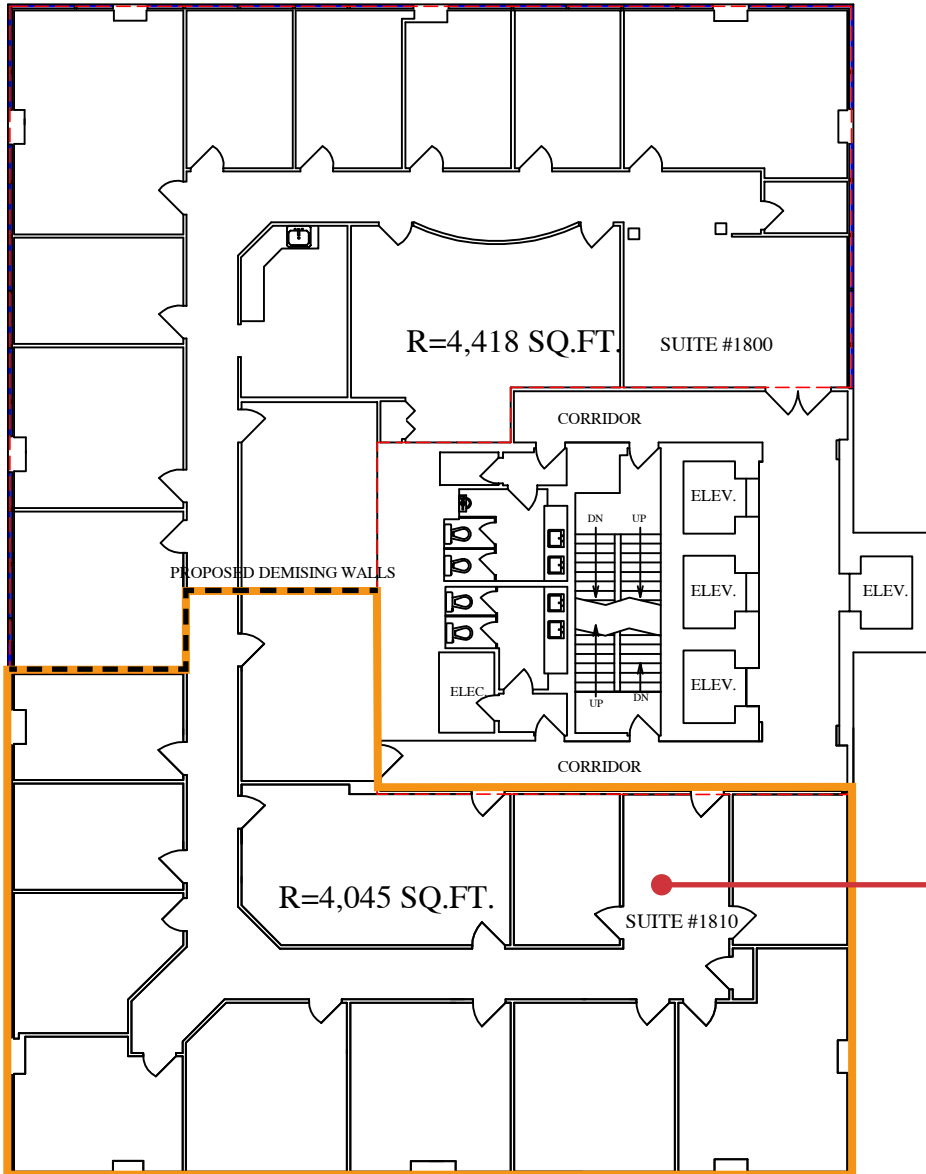 R=4,418 SQ.FT.
SUITE #1800
CORRIDOR
ELEV.
DN
UP
PROPOSED DEMISING WALLS
ELEV.
ELEV.
ELEC.
ELEV.
UP
DN
CORRIDOR
R=4,045 SQ.FT.
SUITE #1810